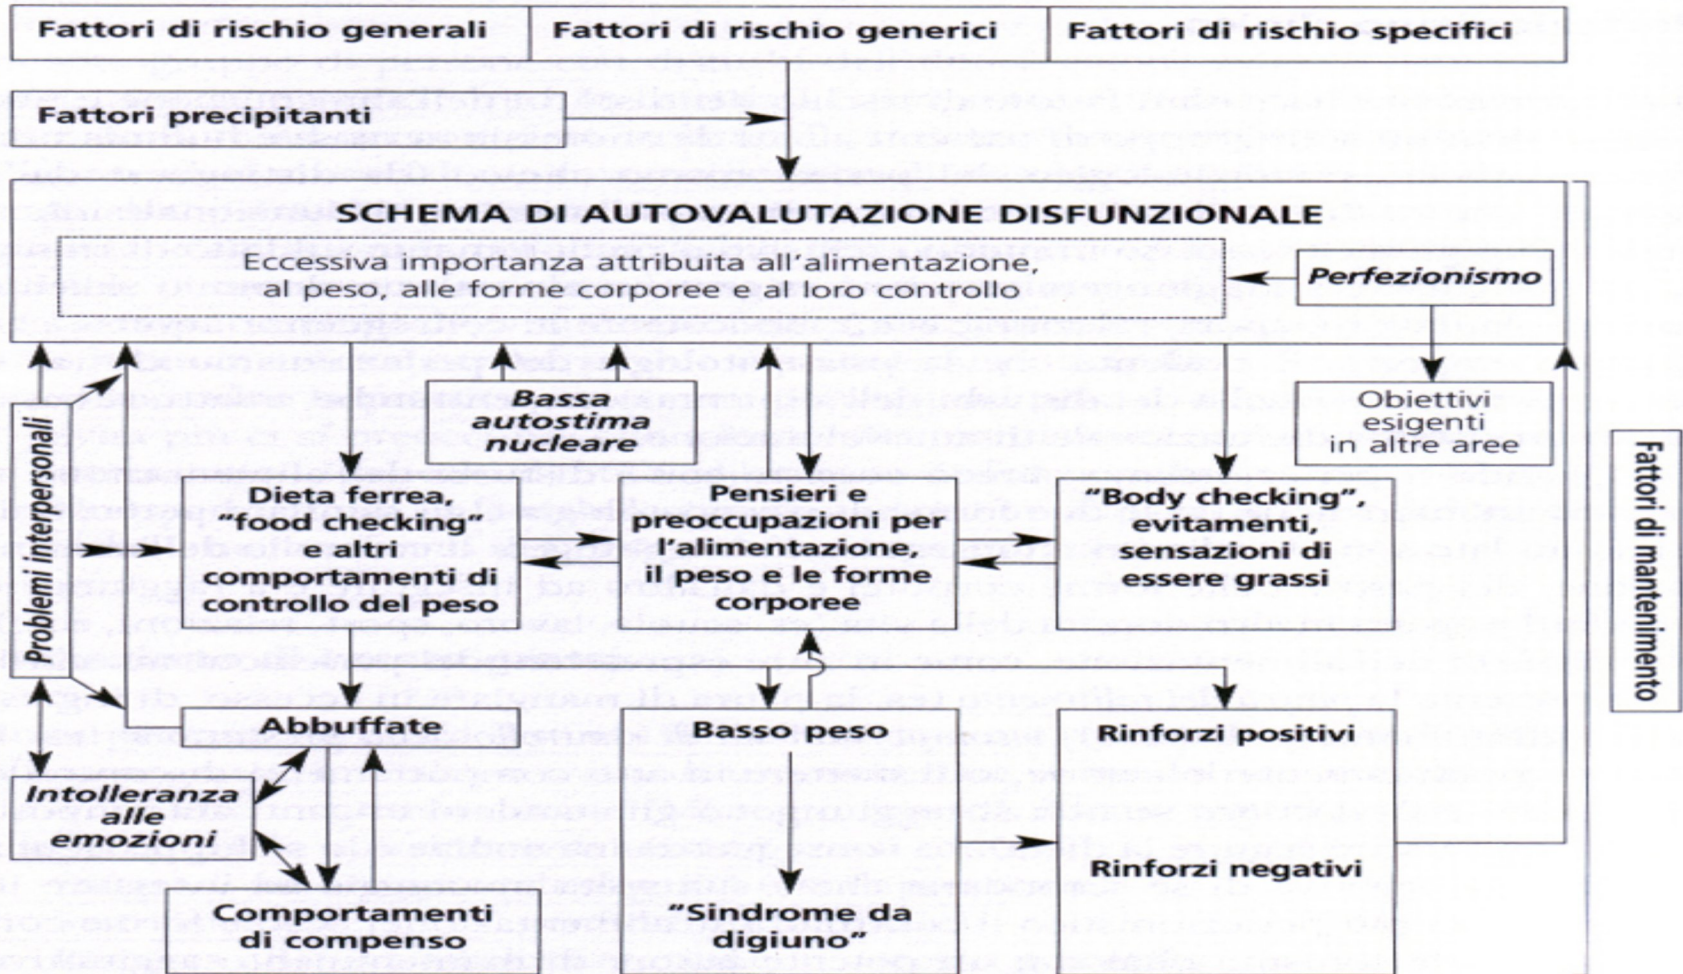 Fattori di rischio generali
Fattori di rischio generici
Fattori di rischio specifici
Fattori precipitanti
SCHEMA DI AUTOVALUTAZIONE DISFUNZIONALE
Eccessiva importanza attribuita all'alimentazione,
al peso, alle forme corporee e al loro controllo
Perfezionismo
Bassa
autostima
nucleare
Obiettivi
esigenti
in altre aree
Problemi interpersonali
Dieta ferrea,
"food checking"
e altri
comportamenti di
controllo del peso
Pensieri e
preoccupazioni per
l'alimentazione,
il peso e le forme
corporee
"Body checking",
evitamenti,
sensazioni di
essere grassi
Fattori di mantenimento
Abbuffate
Basso peso
Rinforzi positivi
Intolleranza
alle
emozioni
Rinforzi negativi
Comportamenti
di compenso
"Sindrome da
digiuno"